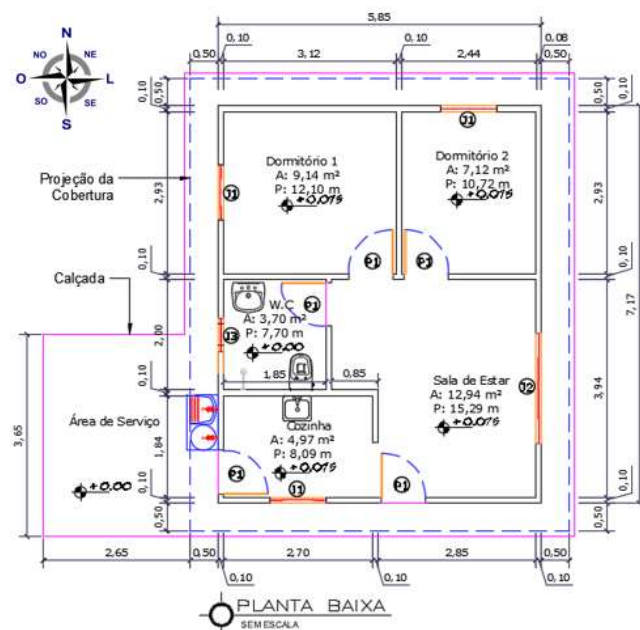 5,85
0,50 0,10 3,12 0,10 2,44 0,08 0,50
N
NO NE
O L
SO SE
S
0,10 0,50
0,50 0,10
J1
Dormitório 1
A: 9,14 m²
P: 12,10 m
+0,075
Dormitório 2
A: 7,12 m²
P: 10,72 m
+0,075
Projeção da
Cobertura
J1
2,93
2,93
P1 P1
Calçada
0,10
0,10
7,17
W.C
A: 3,70 m²
P: 7,70 m
+0,00
P1
J3
2,00
1,85 0,85
J2
3,94
Sala de Estar
A: 12,94 m²
P: 15,29 m
+0,075
0,10
3,65
Área de Serviço
+0,00
1,84
Cozinha
A: 4,97 m²
P: 8,09 m
+0,075
P1
J1
P1
0,10
0,50
0,10
0,50
2,65 0,50 2,70 2,85 0,50
0,10 0,10 0,10
PLANTA BAIXA
SEM ESCALA